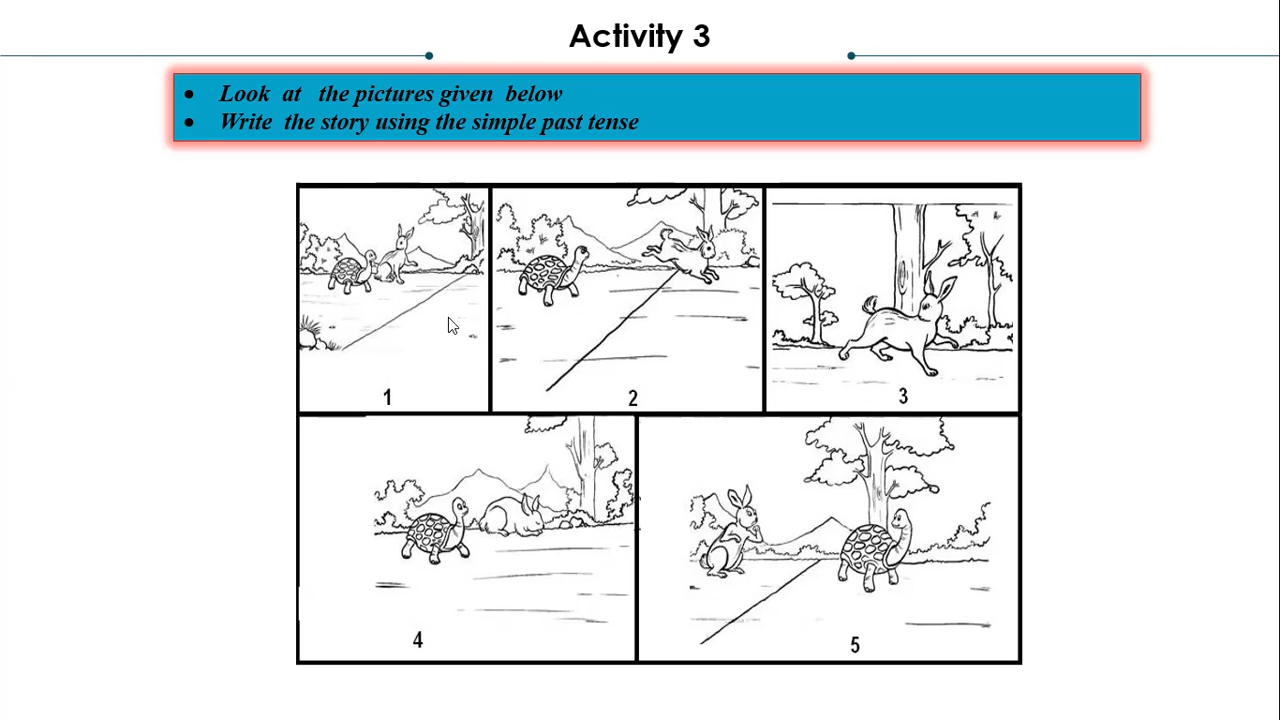 Activity 3
• Look at the pictures given below
• Write the story using the simple past tense
1
2
3
4
5